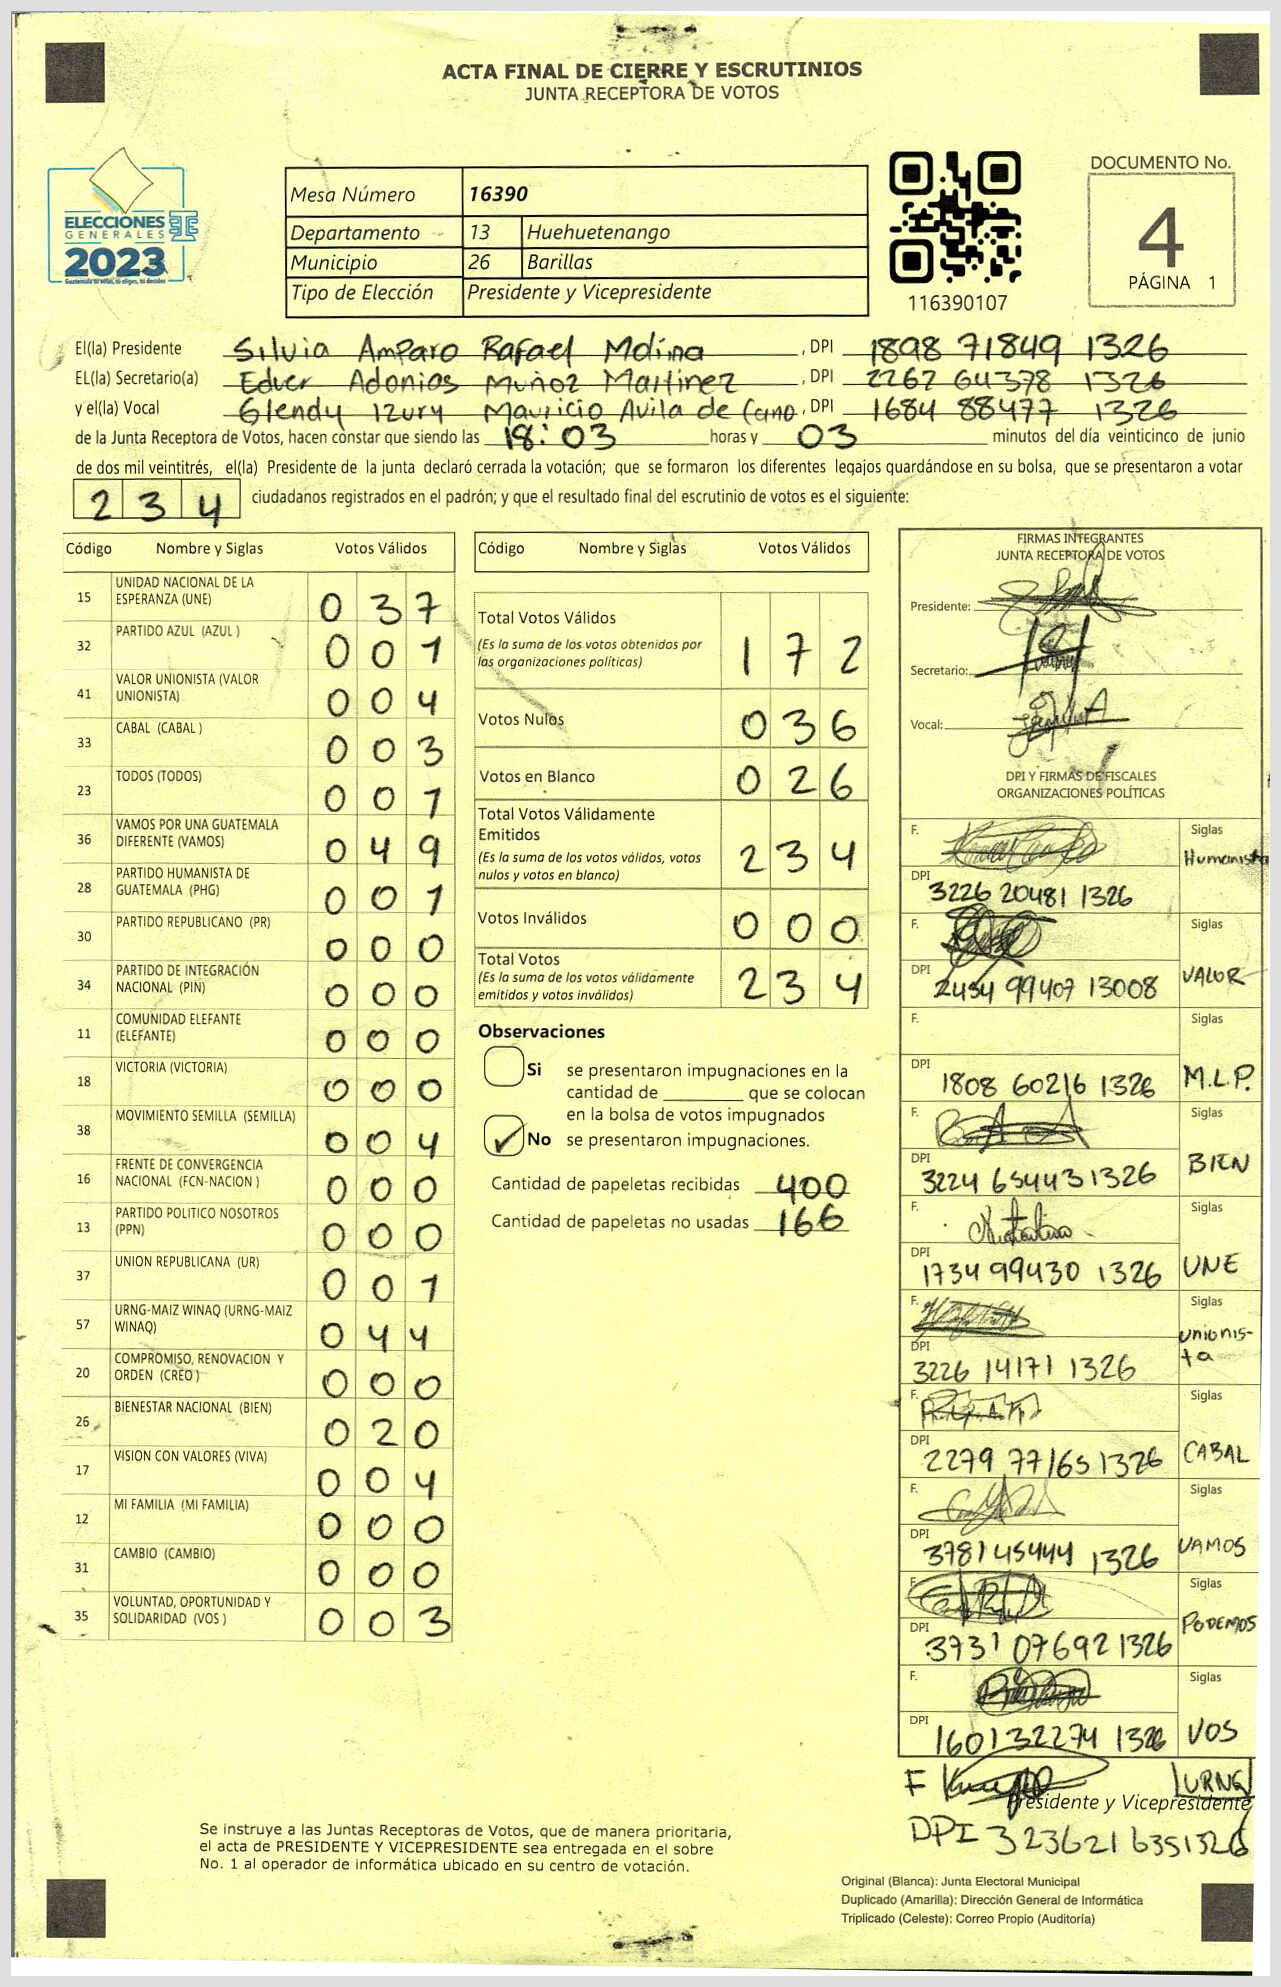 ACTA FINAL DE CIERRE Y ESCRUTINIOS
JUNTA RECEPTORA DE VOTOS
ELECCIONES
GENERALES
2023
Mesa Número 16390
Departamento 13 Huehuetenango
Municipio 26 Barillas
Tipo de Elección Presidente y Vicepresidente
116390107
DOCUMENTO No.
4
PÁGINA 1
El(la) Presidente Silvia Amparo Rafael Molina , DPI 1898 71849 1326
EL(la) Secretario(a) Eduer Adonias Muñoz Martinez , DPI 2262 64378 1326
y el(la) Vocal Glendy Izury Mauricio Avila de Cano , DPI 1684 88477 1326
de la Junta Receptora de Votos, hacen constar que siendo las 18:03 horas y 03 minutos del día veinticinco de junio
de dos mil veintitrés, el(la) Presidente de la junta declaró cerrada la votación; que se formaron los diferentes legajos quardándose en su bolsa, que se presentaron a votar
234 ciudadanos registrados en el padrón; y que el resultado final del escrutinio de votos es el siguiente:
Código Nombre y Siglas Votos Válidos
15 UNIDAD NACIONAL DE LA ESPERANZA (UNE) 037
32 PARTIDO AZUL (AZUL ) 001
41 VALOR UNIONISTA (VALOR UNIONISTA) 004
33 CABAL (CABAL ) 003
23 TODOS (TODOS) 001
36 VAMOS POR UNA GUATEMALA DIFERENTE (VAMOS) 049
28 PARTIDO HUMANISTA DE GUATEMALA (PHG) 001
30 PARTIDO REPUBLICANO (PR) 000
34 PARTIDO DE INTEGRACIÓN NACIONAL (PIN) 000
11 COMUNIDAD ELEFANTE (ELEFANTE) 000
18 VICTORIA (VICTORIA) 000
38 MOVIMIENTO SEMILLA (SEMILLA) 004
16 FRENTE DE CONVERGENCIA NACIONAL (FCN-NACION ) 000
13 PARTIDO POLITICO NOSOTROS (PPN) 000
37 UNION REPUBLICANA (UR) 001
57 URNG-MAIZ WINAQ (URNG-MAIZ WINAQ) 044
20 COMPROMISO, RENOVACION Y ORDEN (CREO ) 000
26 BIENESTAR NACIONAL (BIEN) 020
17 VISION CON VALORES (VIVA) 004
12 MI FAMILIA (MI FAMILIA) 000
31 CAMBIO (CAMBIO) 000
35 VOLUNTAD, OPORTUNIDAD Y SOLIDARIDAD (VOS ) 003
Código Nombre y Siglas Votos Válidos
Total Votos Válidos 172
(Es la suma de los votos obtenidos por
las organizaciones políticas)
Votos Nulos 036
Votos en Blanco 026
Total Votos Válidamente
Emitidos 234
(Es la suma de los votos válidos, votos
nulos y votos en blanco)
Votos Inválidos 000
Total Votos 234
(Es la suma de los votos válidamente
emitidos y votos inválidos)
Observaciones
Si se presentaron impugnaciones en la
cantidad de ________ que se colocan
en la bolsa de votos impugnados
No se presentaron impugnaciones.
Cantidad de papeletas recibidas 400
Cantidad de papeletas no usadas 166
FIRMAS INTEGRANTES
JUNTA RECEPTORA DE VOTOS
Presidente:
Secretario:
Vocal:
DPI Y FIRMAS DE FISCALES
ORGANIZACIONES POLÍTICAS
F. Siglas Humanista
DPI 3226 20481 1326
F. Siglas VALOR
DPI 2434 99407 13008
F. Siglas M.L.P.
DPI 1808 60216 1326
F. Siglas BIEN
DPI 3224 65443 1326
F. Siglas UNE
DPI 1734 99430 1326
F. Siglas unionis-
ta
DPI 3226 14171 1326
F. Siglas CABAL
DPI 2279 77165 1326
F. Siglas VAMOS
DPI 3781 45444 1326
F. Siglas PODEMOS
DPI 3731 07692 1326
F. Siglas VOS
DPI 1601 32274 1326
F URNG
Presidente y Vicepresidente
DPI 3236216351326
Se instruye a las Juntas Receptoras de Votos, que de manera prioritaria,
el acta de PRESIDENTE Y VICEPRESIDENTE sea entregada en el sobre
No. 1 al operador de informática ubicado en su centro de votación.
Original (Blanca): Junta Electoral Municipal
Duplicado (Amarilla): Dirección General de Informática
Triplicado (Celeste): Correo Propio (Auditoría)